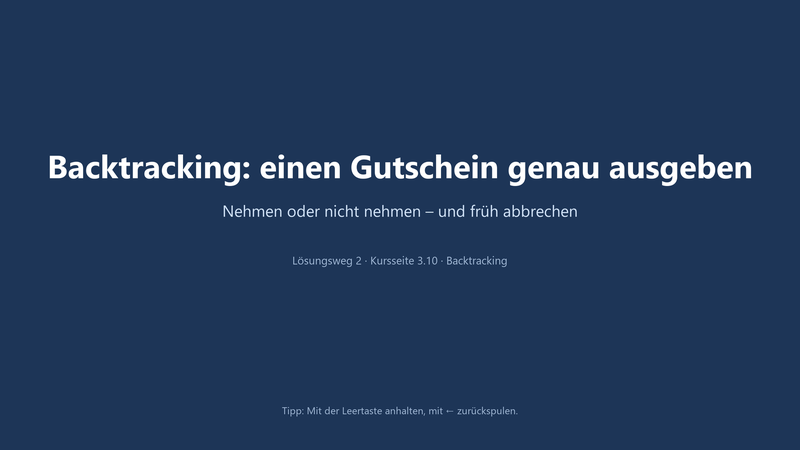 Backtracking: einen Gutschein genau ausgeben
Nehmen oder nicht nehmen – und früh abbrechen
Lösungsweg 2 · Kursseite 3.10 · Backtracking
Tipp: Mit der Leertaste anhalten, mit ← zurückspulen.